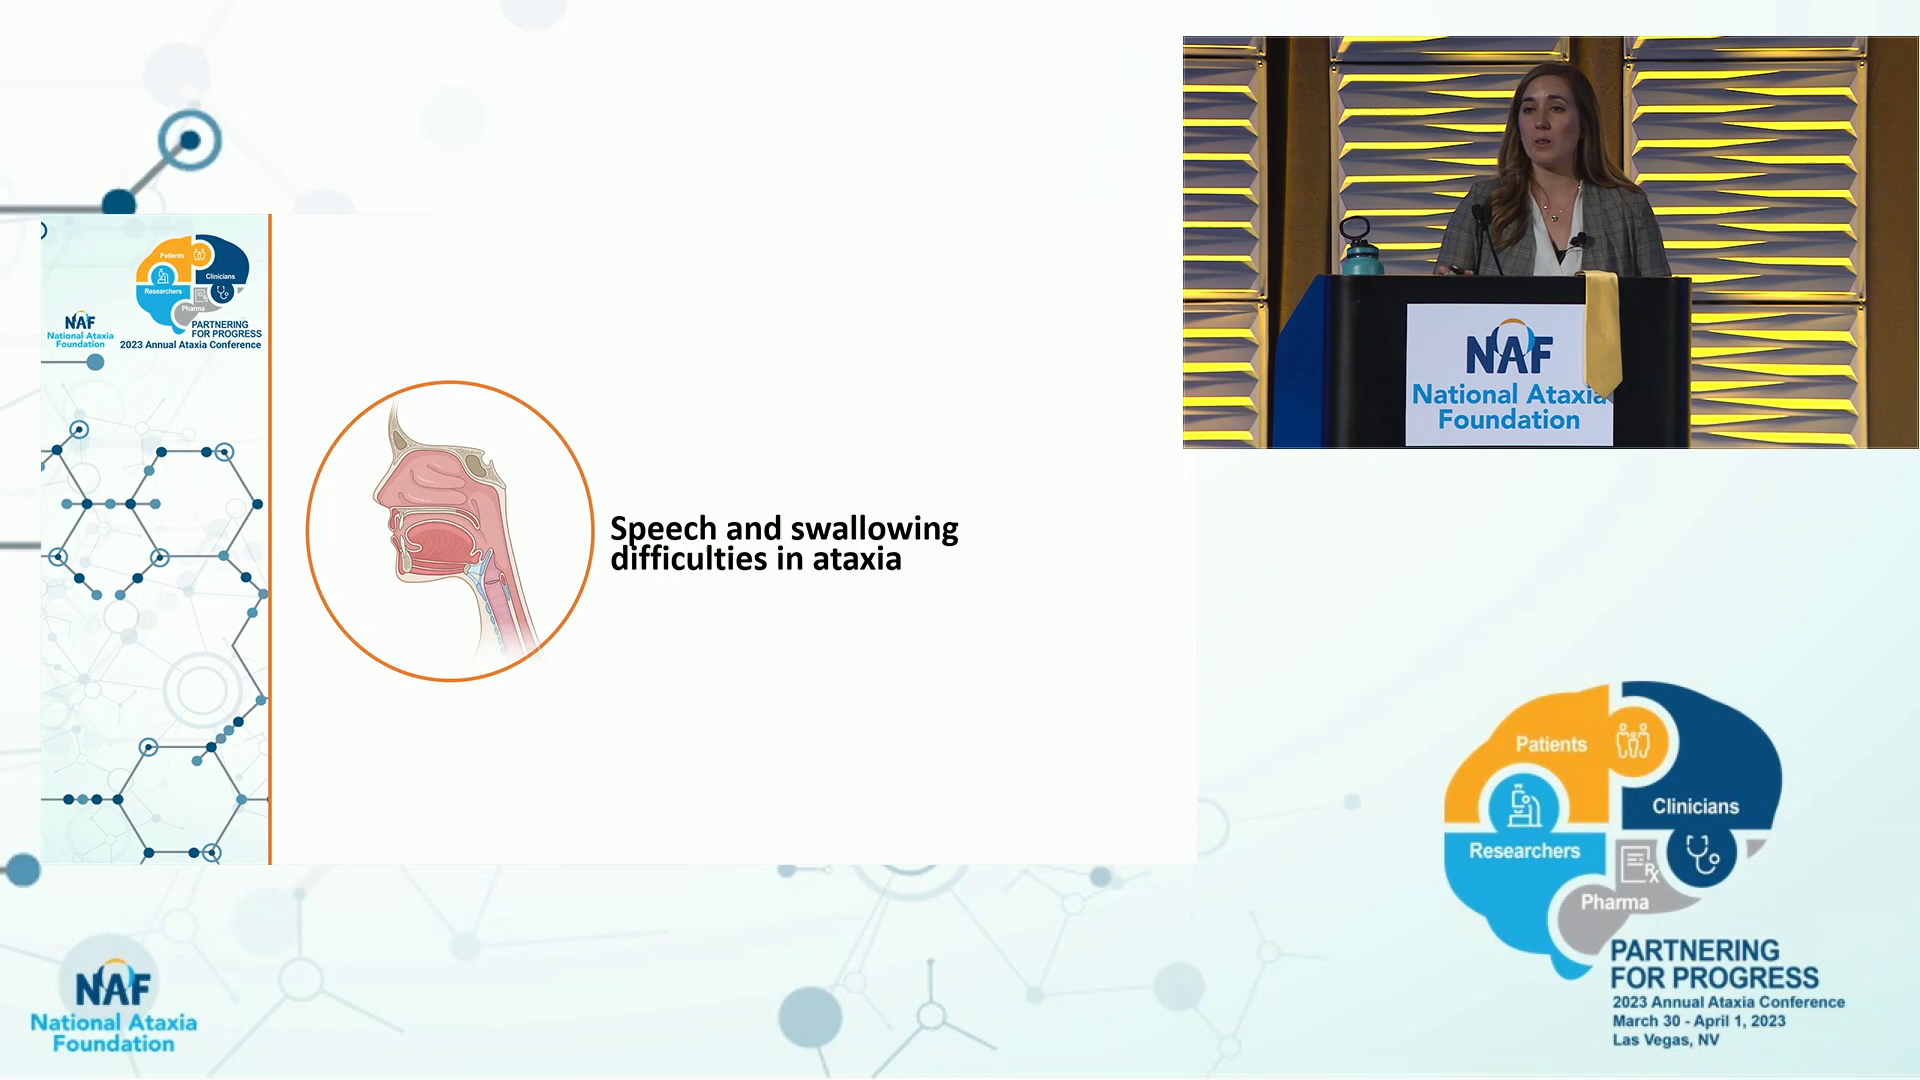 Patients
Clinicians
Researchers
Pharma
NAF
National Ataxia
Foundation
PARTNERING
FOR PROGRESS
2023 Annual Ataxia Conference
Speech and swallowing
difficulties in ataxia
NAF
National Ataxia
Foundation
Patients
Clinicians
Researchers
Rx
Pharma
PARTNERING
FOR PROGRESS
2023 Annual Ataxia Conference
March 30 - April 1, 2023
Las Vegas, NV
NAF
National Ataxia
Foundation